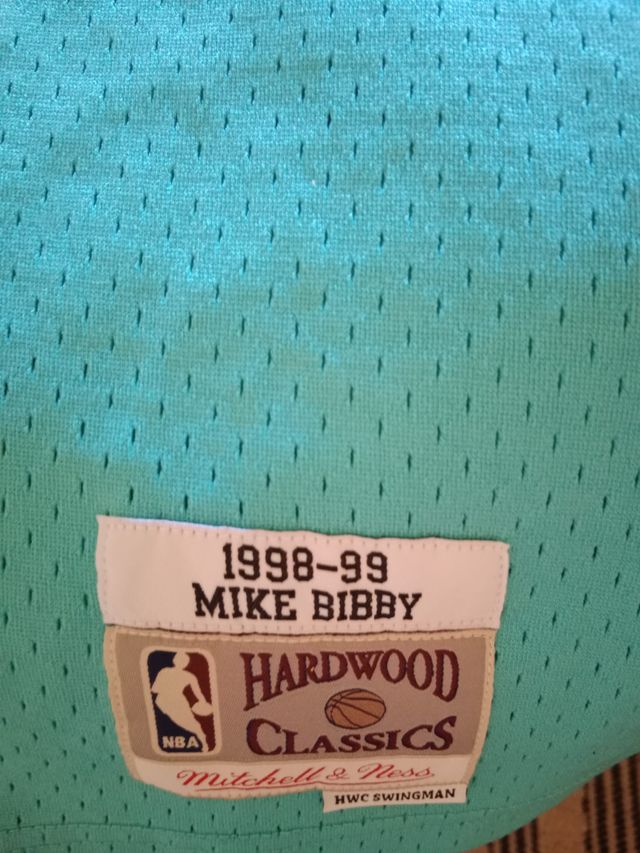 1998-99
MIKE BIBBY
HARDWOOD
CLASSICS
NBA
Mitchell & Ness
HWC SWINGMAN